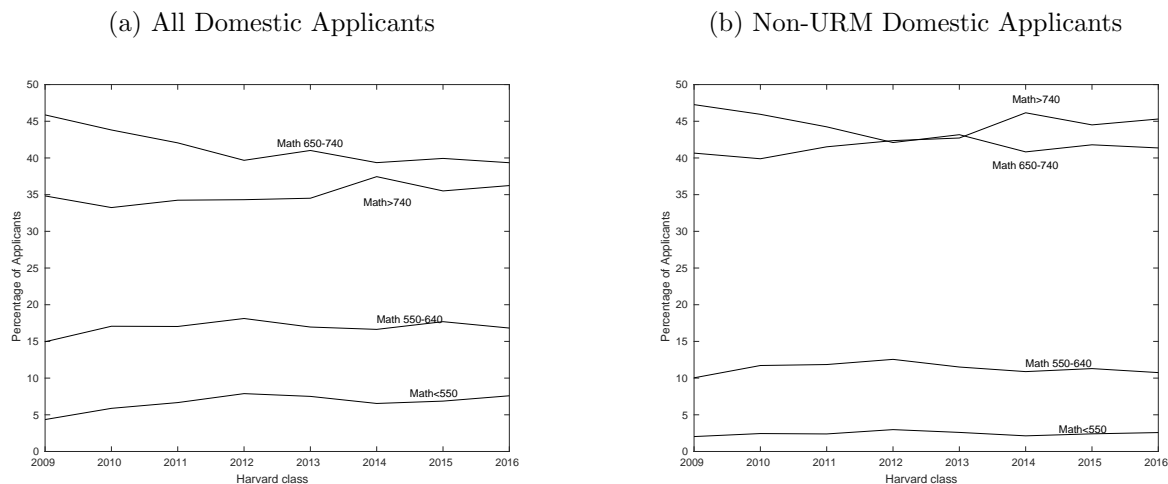 (a) All Domestic Applicants
50
45
40
35
30
25
20
15
10
5
0
Percentage of Applicants
Math 650-740
Math>740
Math 550-640
Math<550
2009 2010 2011 2012 2013 2014 2015 2016
Harvard class
(b) Non-URM Domestic Applicants
50
45
40
35
30
25
20
15
10
5
0
Percentage of Applicants
Math>740
Math 650-740
Math 550-640
Math<550
2009 2010 2011 2012 2013 2014 2015 2016
Harvard class